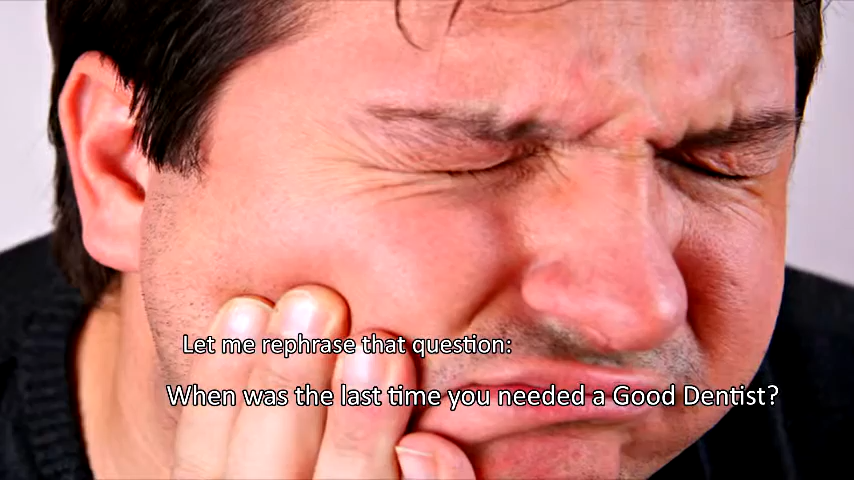 Let me rephrase that question:
When was the last time you needed a Good Dentist?